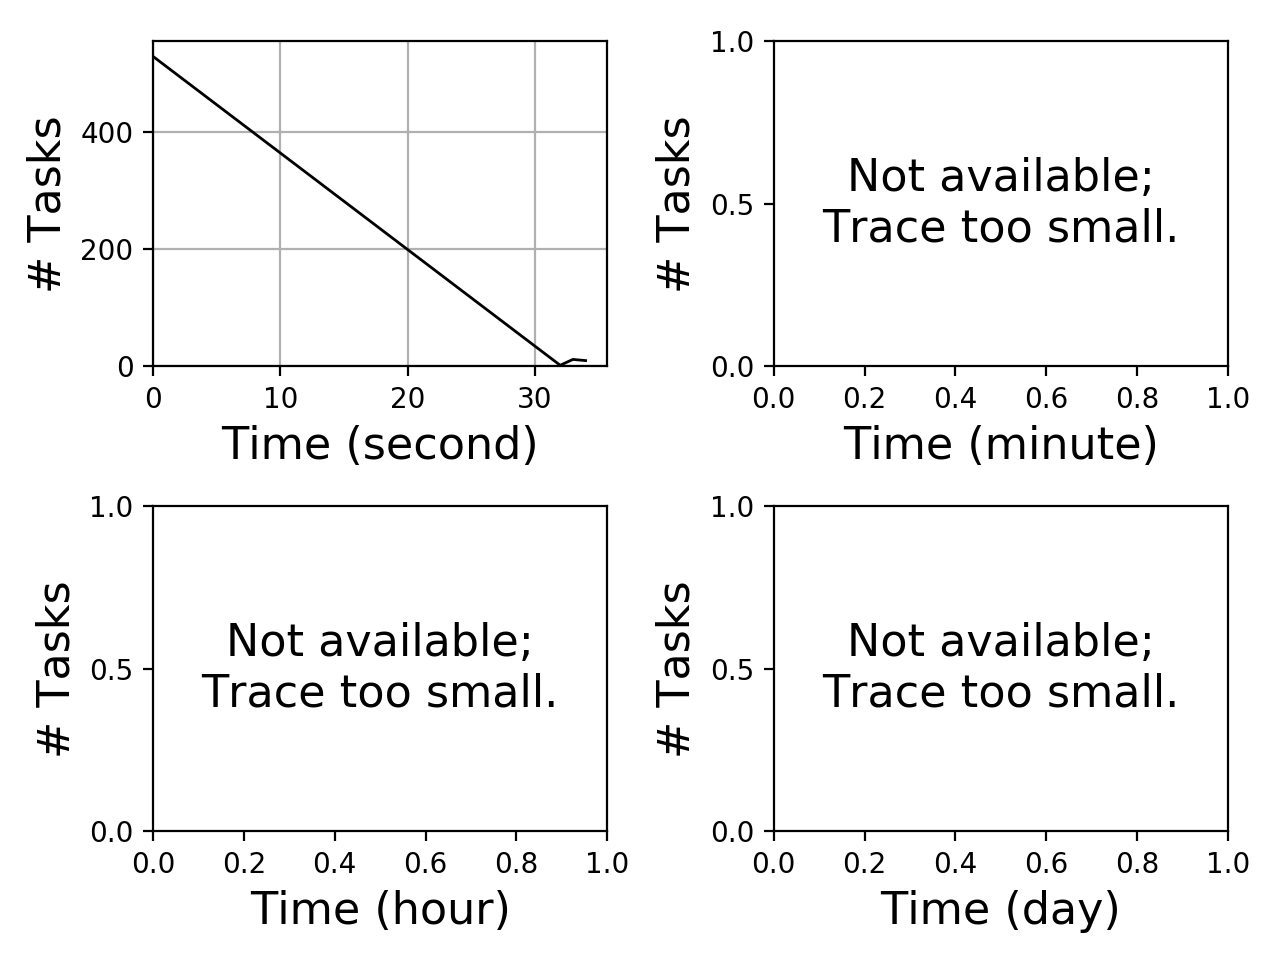 # Tasks
400
200
0
0 10 20 30
Time (second)
# Tasks
1.0
0.5
0.0
Not available;
Trace too small.
0.0 0.2 0.4 0.6 0.8 1.0
Time (minute)
# Tasks
1.0
0.5
0.0
Not available;
Trace too small.
0.0 0.2 0.4 0.6 0.8 1.0
Time (hour)
# Tasks
1.0
0.5
0.0
Not available;
Trace too small.
0.0 0.2 0.4 0.6 0.8 1.0
Time (day)